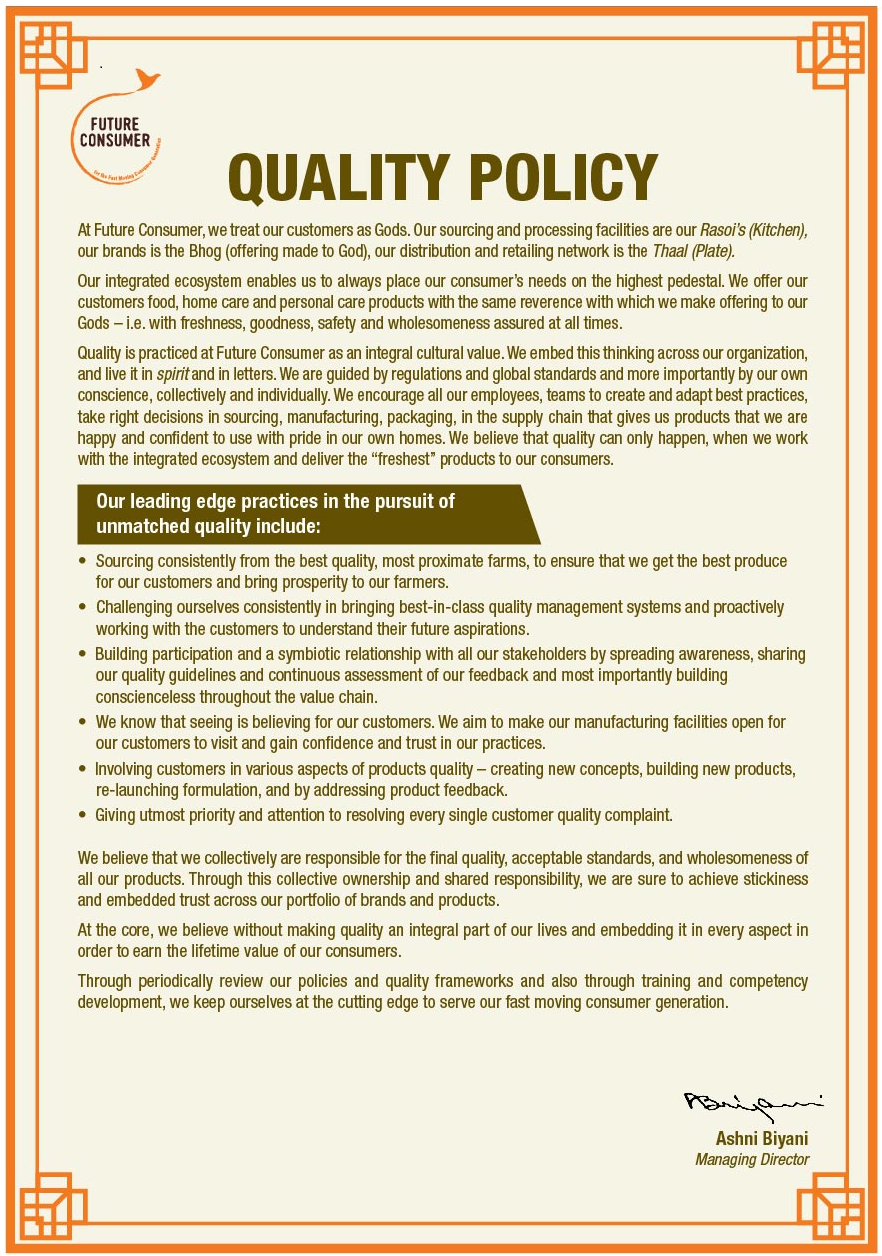 FUTURE
CONSUMER
for the Fast Moving Consumer Generation
QUALITY POLICY
At Future Consumer, we treat our customers as Gods. Our sourcing and processing facilities are our Rasoi's (Kitchen),
our brands is the Bhog (offering made to God), our distribution and retailing network is the Thaal (Plate).
Our integrated ecosystem enables us to always place our consumer's needs on the highest pedestal. We offer our
customers food, home care and personal care products with the same reverence with which we make offering to our
Gods – i.e. with freshness, goodness, safety and wholesomeness assured at all times.
Quality is practiced at Future Consumer as an integral cultural value. We embed this thinking across our organization,
and live it in spirit and in letters. We are guided by regulations and global standards and more importantly by our own
conscience, collectively and individually. We encourage all our employees, teams to create and adapt best practices,
take right decisions in sourcing, manufacturing, packaging, in the supply chain that gives us products that we are
happy and confident to use with pride in our own homes. We believe that quality can only happen, when we work
with the integrated ecosystem and deliver the “freshest” products to our consumers.
Our leading edge practices in the pursuit of
unmatched quality include:
• Sourcing consistently from the best quality, most proximate farms, to ensure that we get the best produce
for our customers and bring prosperity to our farmers.
• Challenging ourselves consistently in bringing best-in-class quality management systems and proactively
working with the customers to understand their future aspirations.
• Building participation and a symbiotic relationship with all our stakeholders by spreading awareness, sharing
our quality guidelines and continuous assessment of our feedback and most importantly building
conscienceless throughout the value chain.
• We know that seeing is believing for our customers. We aim to make our manufacturing facilities open for
our customers to visit and gain confidence and trust in our practices.
• Involving customers in various aspects of products quality – creating new concepts, building new products,
re-launching formulation, and by addressing product feedback.
• Giving utmost priority and attention to resolving every single customer quality complaint.
We believe that we collectively are responsible for the final quality, acceptable standards, and wholesomeness of
all our products. Through this collective ownership and shared responsibility, we are sure to achieve stickiness
and embedded trust across our portfolio of brands and products.
At the core, we believe without making quality an integral part of our lives and embedding it in every aspect in
order to earn the lifetime value of our consumers.
Through periodically review our policies and quality frameworks and also through training and competency
development, we keep ourselves at the cutting edge to serve our fast moving consumer generation.
ABiyani
Ashni Biyani
Managing Director